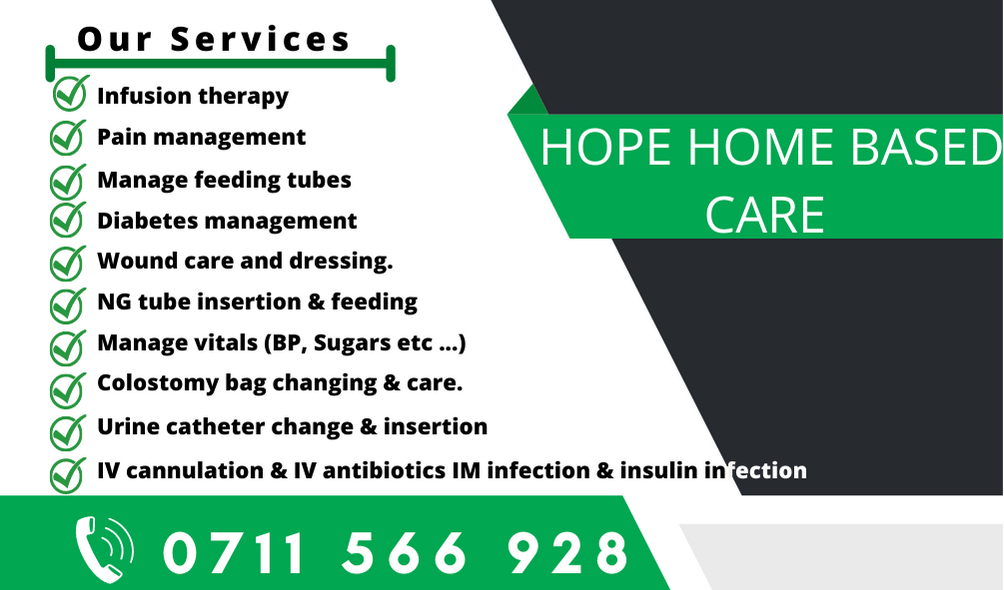 Our Services
Infusion therapy
Pain management
Manage feeding tubes
Diabetes management
Wound care and dressing.
NG tube insertion & feeding
Manage vitals (BP, Sugars etc ...)
Colostomy bag changing & care.
Urine catheter change & insertion
IV cannulation & IV antibiotics IM infection & insulin infection
HOPE HOME BASED
CARE
0711 566 928